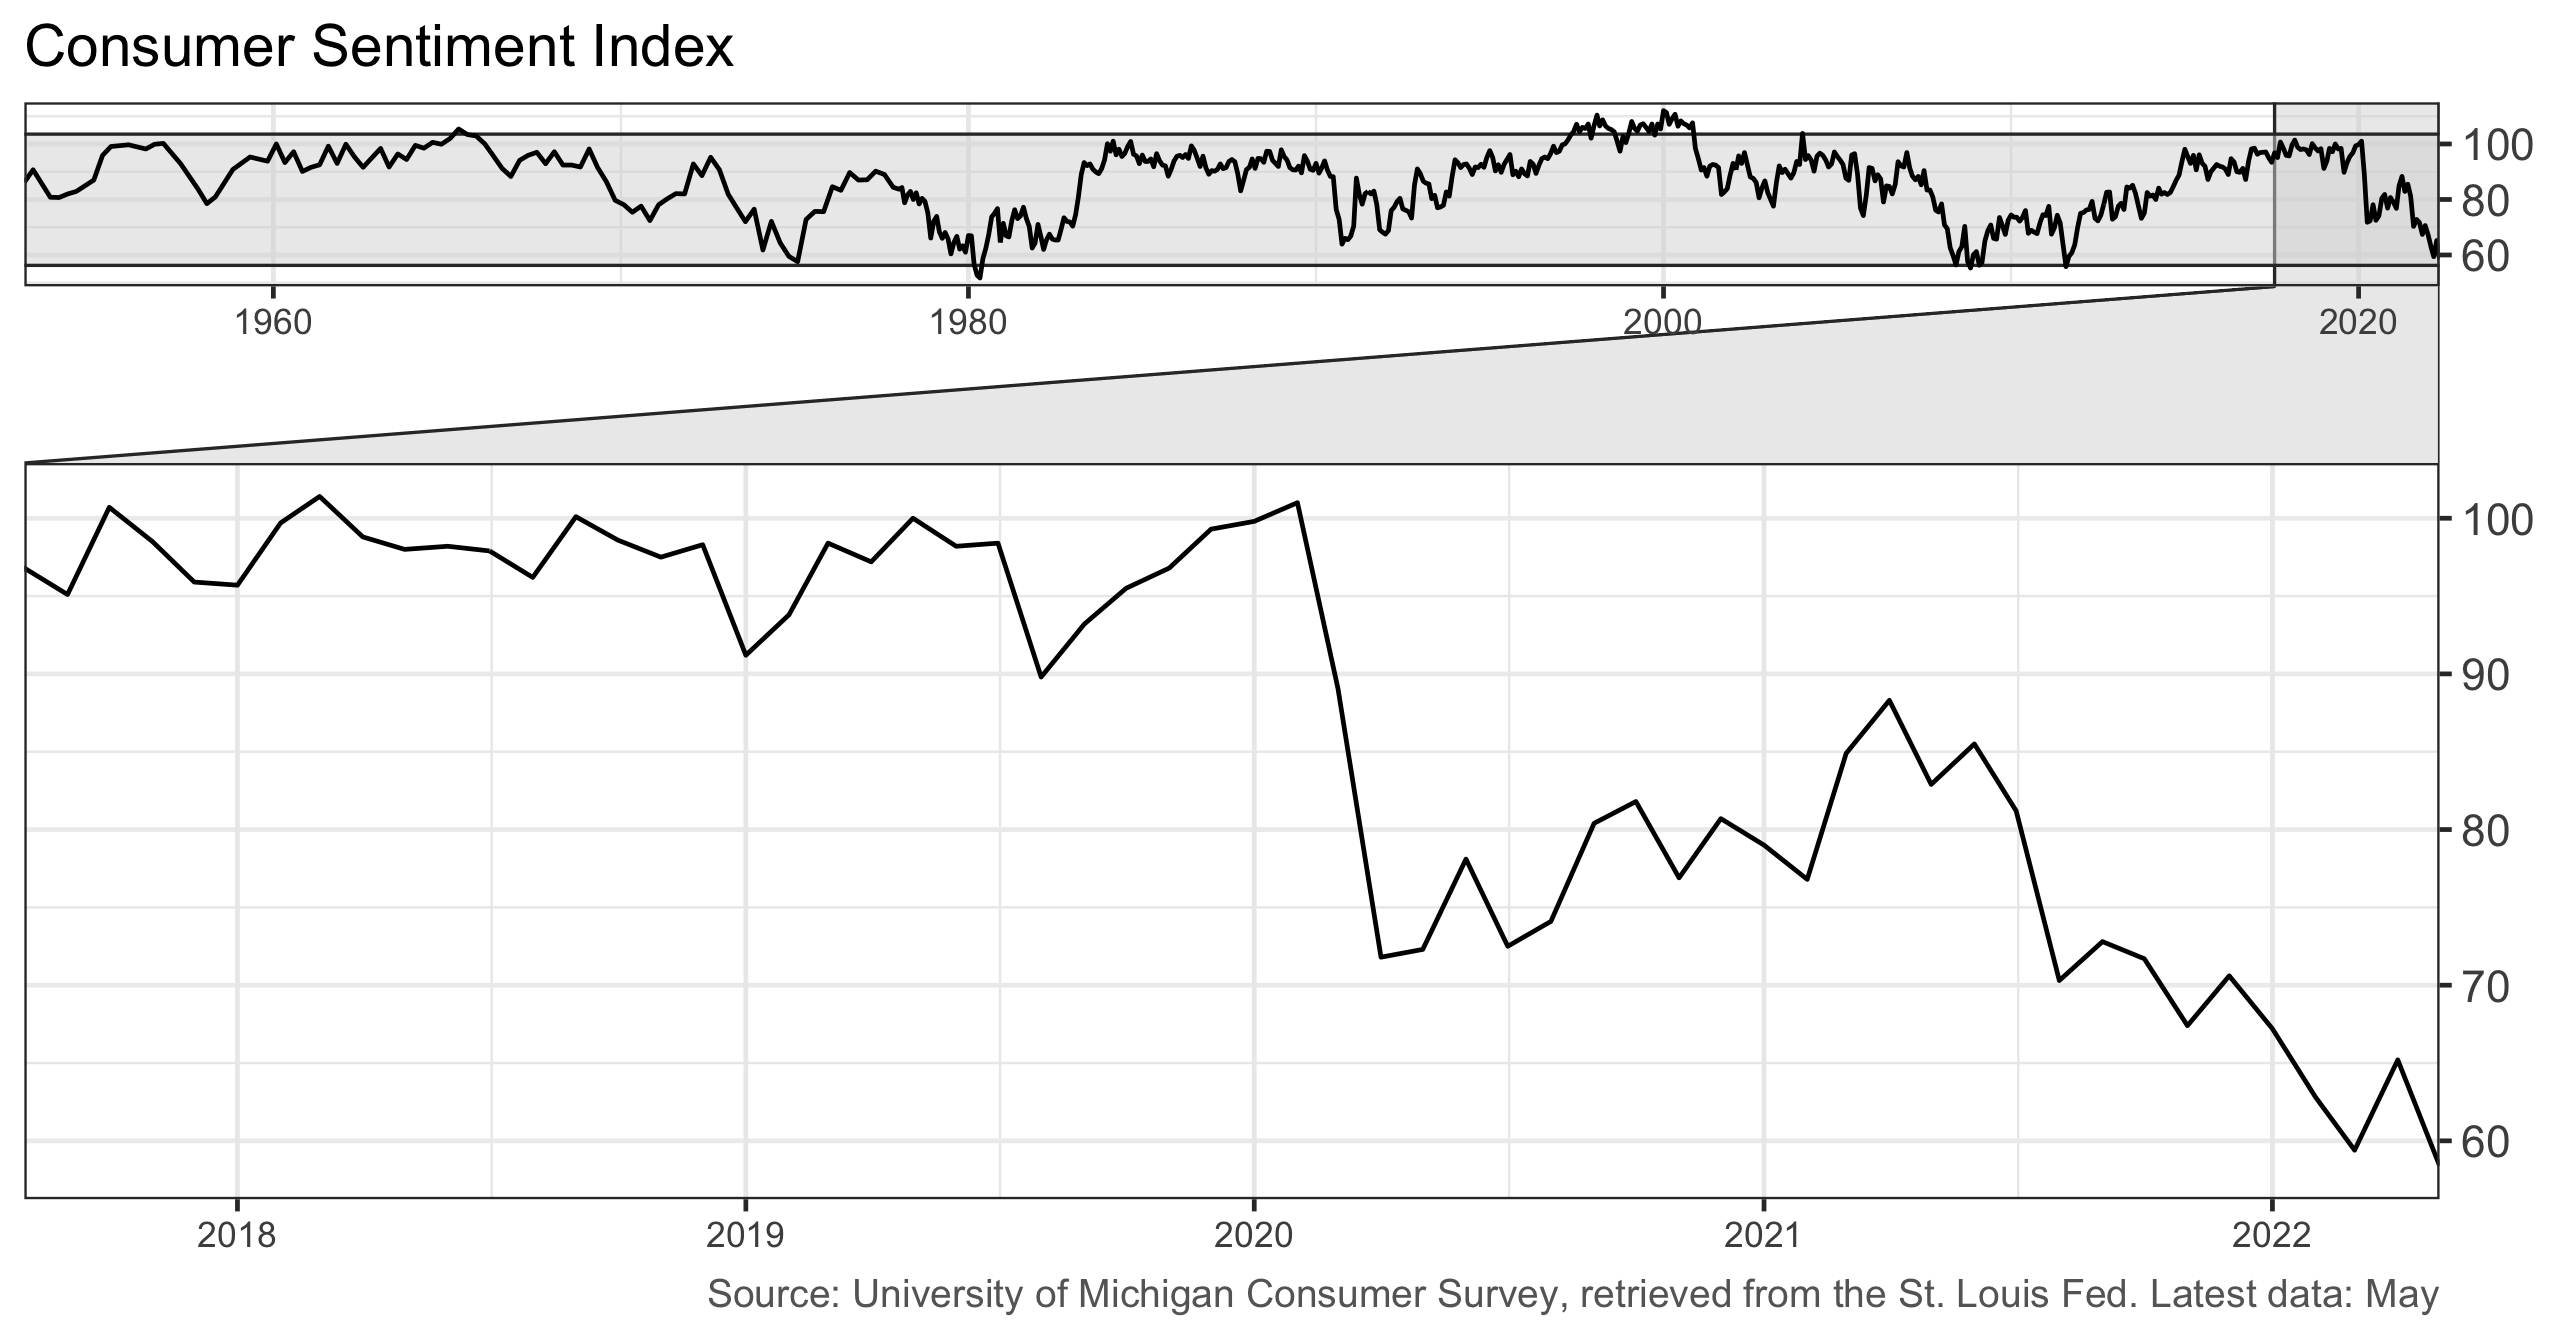 Consumer Sentiment Index
100
80
60
1960 1980 2000 2020
100
90
80
70
60
2018 2019 2020 2021 2022
Source: University of Michigan Consumer Survey, retrieved from the St. Louis Fed. Latest data: May